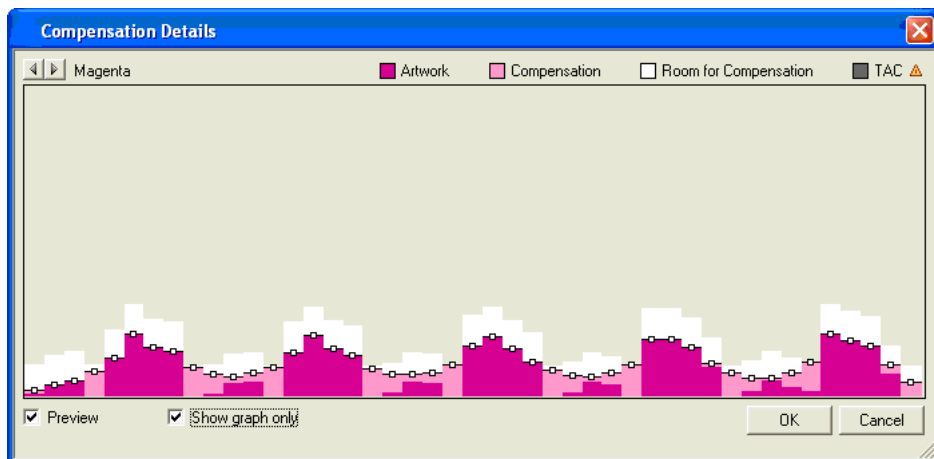 Compensation Details
Magenta Artwork Compensation Room for Compensation TAC
Preview Show graph only OK Cancel